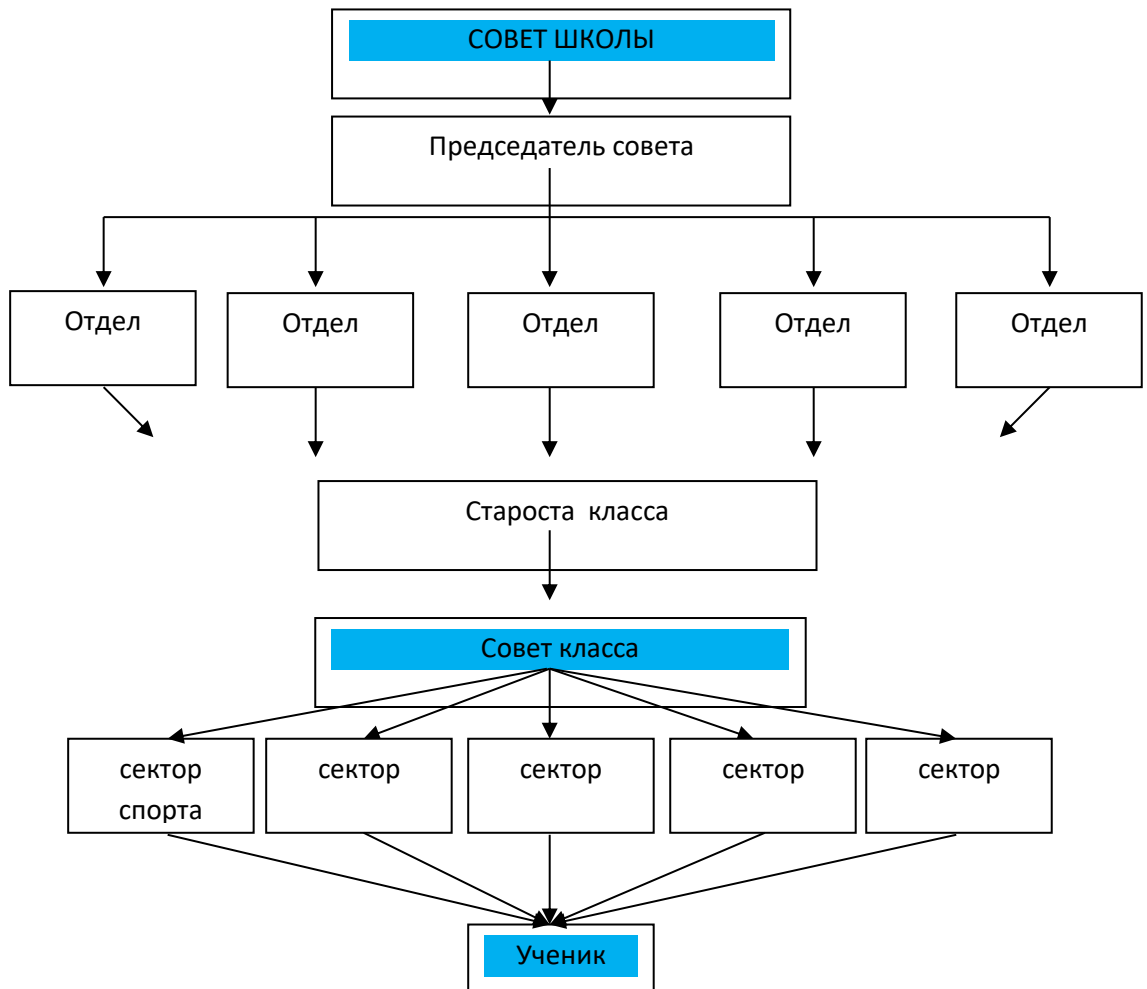 СОВЕТ ШКОЛЫ
Председатель совета
Отдел
Отдел
Отдел
Отдел
Отдел
Староста класса
Совет класса
сектор
спорта
сектор
сектор
сектор
сектор
Ученик